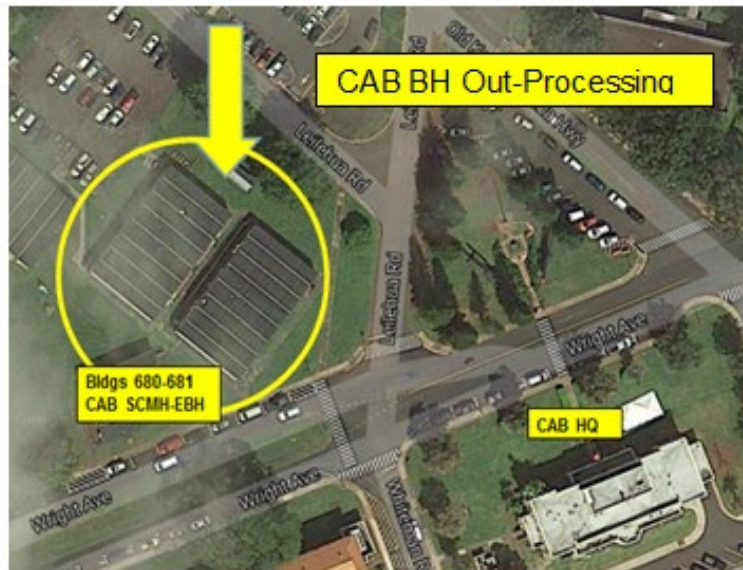 CAB BH Out-Processing
Leilehua Rd
Leilehua Rd
Wright Ave
Bldgs 680-681
CAB SCMH-EBH
CAB HQ
Wright Ave
Wright Ave